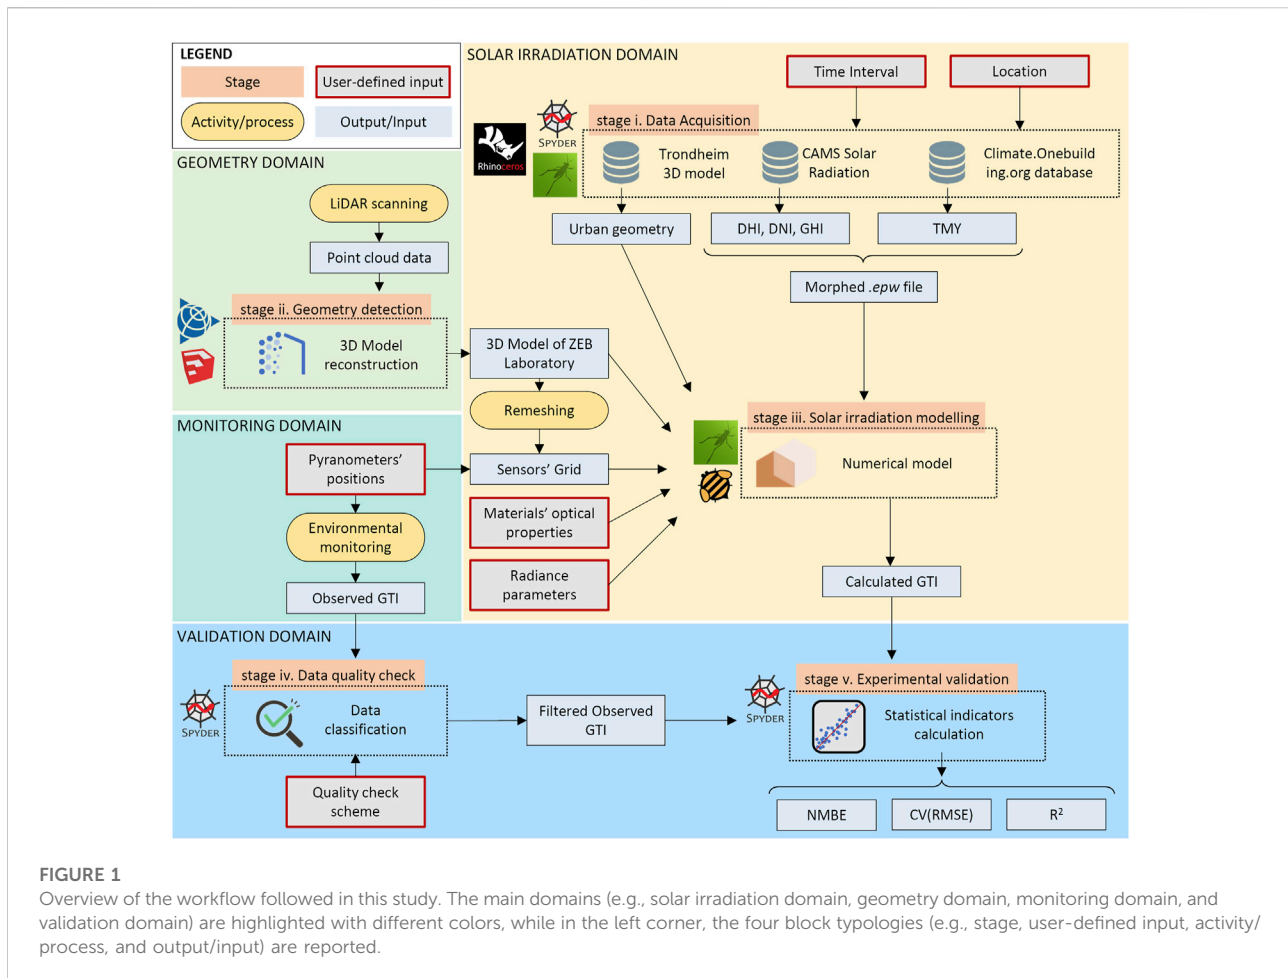 LEGEND
Stage
User-defined input
Activity/process
Output/Input
SOLAR IRRADIATION DOMAIN
Time Interval
Location
stage i. Data Acquisition
SPYDER
Rhinoceros
Trondheim
3D model
CAMS Solar
Radiation
Climate.Onebuild
ing.org database
Urban geometry
DHI, DNI, GHI
TMY
Morphed .epw file
GEOMETRY DOMAIN
LiDAR scanning
Point cloud data
stage ii. Geometry detection
3D Model
reconstruction
3D Model of ZEB
Laboratory
Remeshing
Sensors' Grid
Materials' optical
properties
Radiance
parameters
stage iii. Solar irradiation modelling
Numerical model
Calculated GTI
MONITORING DOMAIN
Pyranometers'
positions
Environmental
monitoring
Observed GTI
VALIDATION DOMAIN
stage iv. Data quality check
SPYDER
Data
classification
Quality check
scheme
Filtered Observed
GTI
SPYDER
stage v. Experimental validation
Statistical indicators
calculation
NMBE
CV(RMSE)
R²
FIGURE 1
Overview of the workflow followed in this study. The main domains (e.g., solar irradiation domain, geometry domain, monitoring domain, and
validation domain) are highlighted with different colors, while in the left corner, the four block typologies (e.g., stage, user-defined input, activity/
process, and output/input) are reported.